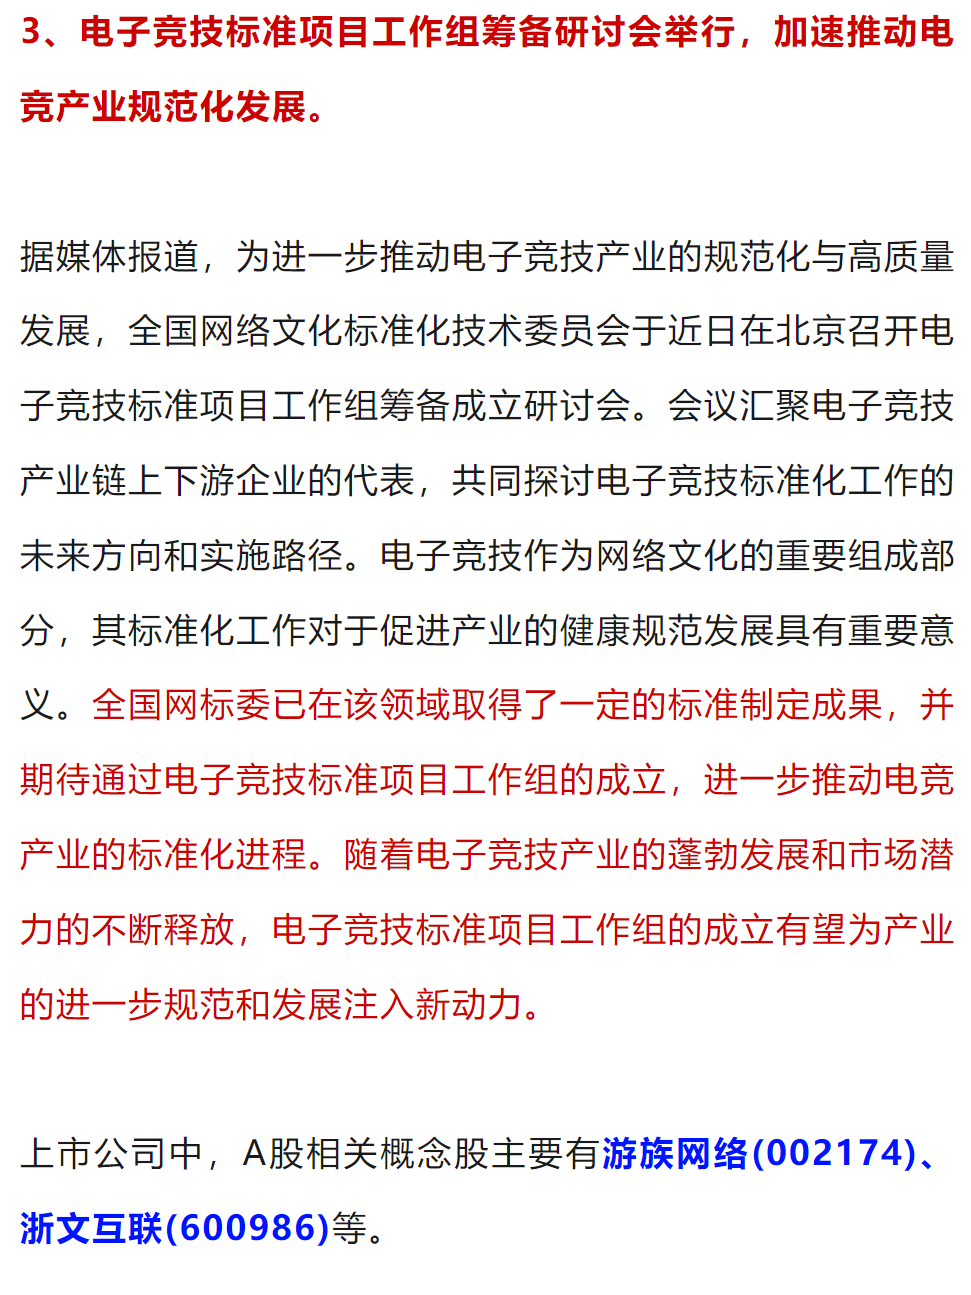 3、电子竞技标准项目工作组筹备研讨会举行，加速推动电
竞产业规范化发展。
据媒体报道，为进一步推动电子竞技产业的规范化与高质量
发展，全国网络文化标准化技术委员会于近日在北京召开电
子竞技标准项目工作组筹备成立研讨会。会议汇聚电子竞技
产业链上下游企业的代表，共同探讨电子竞技标准化工作的
未来方向和实施路径。电子竞技作为网络文化的重要组成部
分，其标准化工作对于促进产业的健康规范发展具有重要意
义。全国网标委已在该领域取得了一定的标准制定成果，并
期待通过电子竞技标准项目工作组的成立，进一步推动电竞
产业的标准化进程。随着电子竞技产业的蓬勃发展和市场潜
力的不断释放，电子竞技标准项目工作组的成立有望为产业
的进一步规范和发展注入新动力。
上市公司中，A股相关概念股主要有游族网络(002174)、
浙文互联(600986)等。